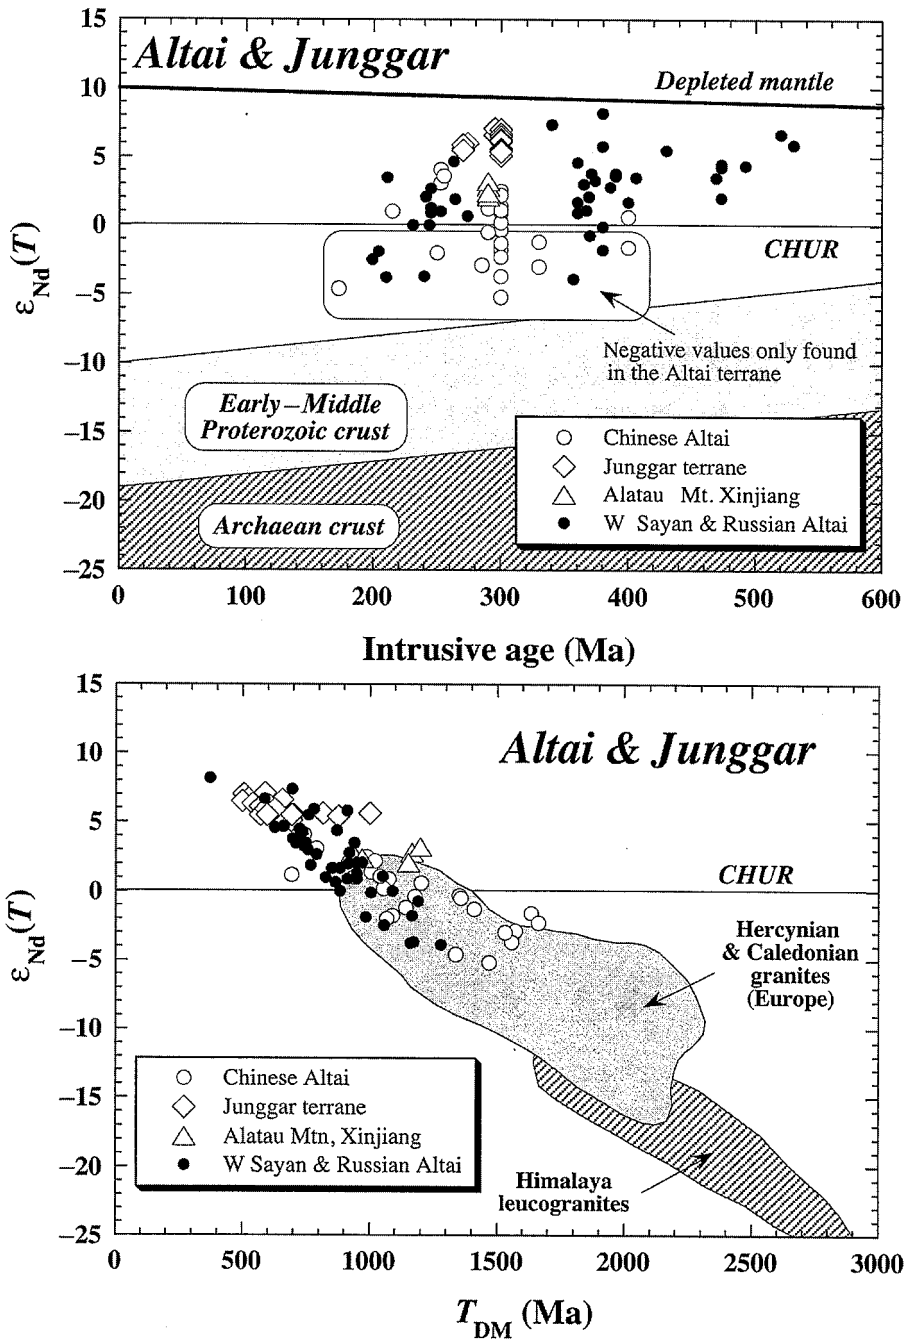 Altai & Junggar
Depleted mantle
CHUR
Negative values only found
in the Altai terrane
Early–Middle
Proterozoic crust
Archaean crust
Chinese Altai
Junggar terrane
Alatau Mt. Xinjiang
W Sayan & Russian Altai
15
10
5
0
–5
–10
–15
–20
–25
εNd(T)
0 100 200 300 400 500 600
Intrusive age (Ma)
15
10
5
0
–5
–10
–15
–20
–25
εNd(T)
Altai & Junggar
CHUR
Hercynian
& Caledonian
granites
(Europe)
Chinese Altai
Junggar terrane
Alatau Mtn, Xinjiang
W Sayan & Russian Altai
Himalaya
leucogranites
0 500 1000 1500 2000 2500 3000
TDM (Ma)